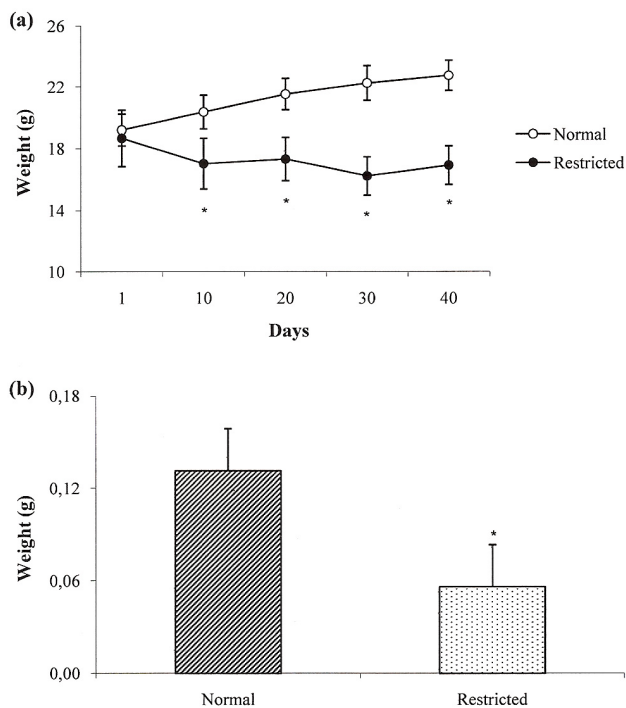 (a)
26
22
18
14
10
Weight (g)
* * * *
1 10 20 30 40
Days
Normal
Restricted
(b)
0,18
0,12
0,06
0,00
Weight (g)
*
Normal Restricted